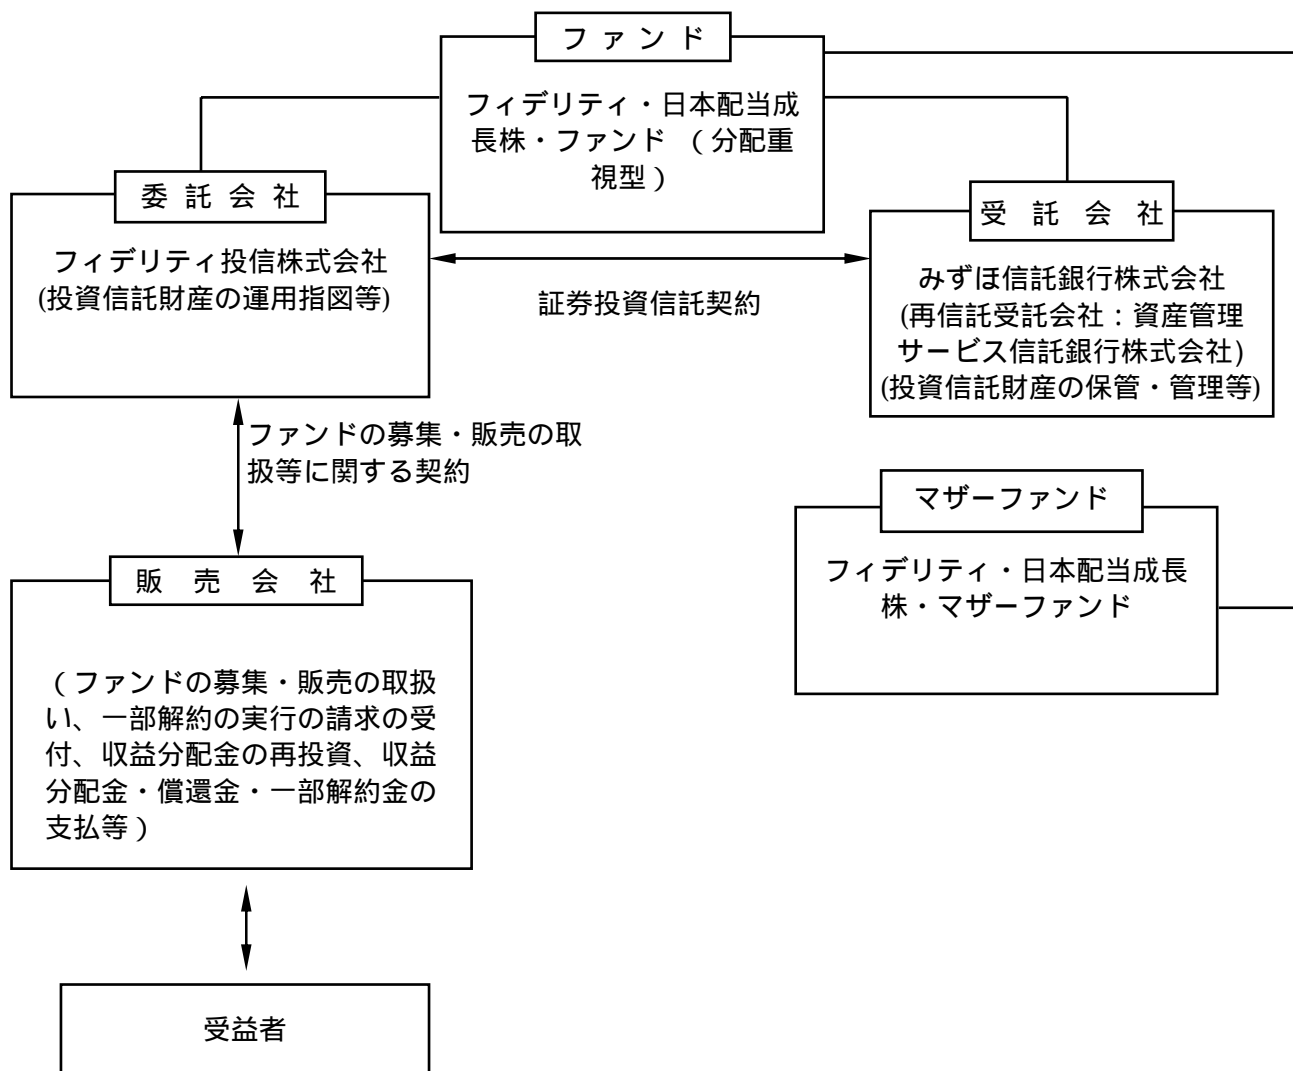 ファンド
フィデリティ・日本配当成
長株・ファンド （分配重
視型）
委託会社
フィデリティ投信株式会社
(投資信託財産の運用指図等)
証券投資信託契約
受託会社
みずほ信託銀行株式会社
(再信託受託会社：資産管理
サービス信託銀行株式会社)
(投資信託財産の保管・管理等)
ファンドの募集・販売の取
扱等に関する契約
マザーファンド
フィデリティ・日本配当成長
株・マザーファンド
販売会社
（ファンドの募集・販売の取扱
い、一部解約の実行の請求の受
付、収益分配金の再投資、収益
分配金・償還金・一部解約金の
支払等）
受益者